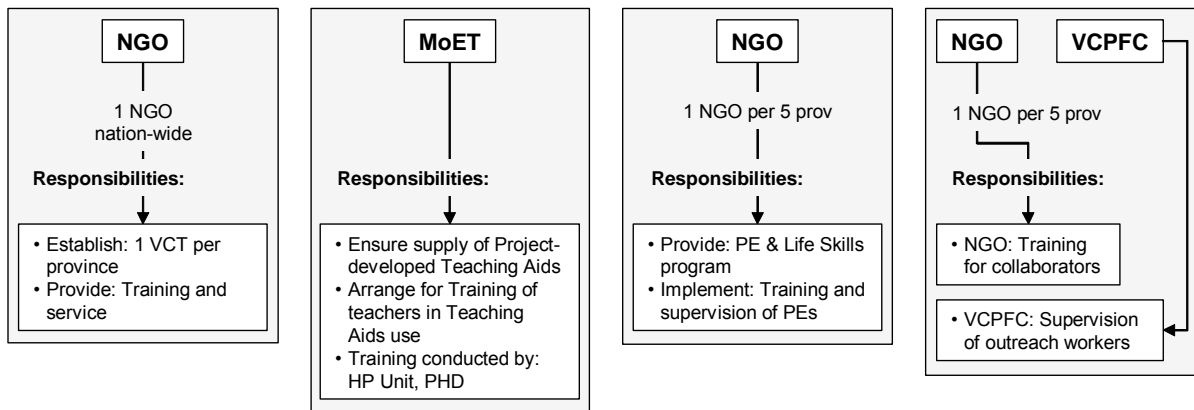 NGO
1 NGO
nation-wide
Responsibilities:
• Establish: 1 VCT per
province
• Provide: Training and
service
MoET
Responsibilities:
• Ensure supply of Project-
developed Teaching Aids
• Arrange for Training of
teachers in Teaching
Aids use
• Training conducted by:
HP Unit, PHD
NGO
1 NGO per 5 prov
Responsibilities:
• Provide: PE & Life Skills
program
• Implement: Training and
supervision of PEs
NGO
VCPFC
1 NGO per 5 prov
Responsibilities:
• NGO: Training
for collaborators
• VCPFC: Supervision
of outreach workers